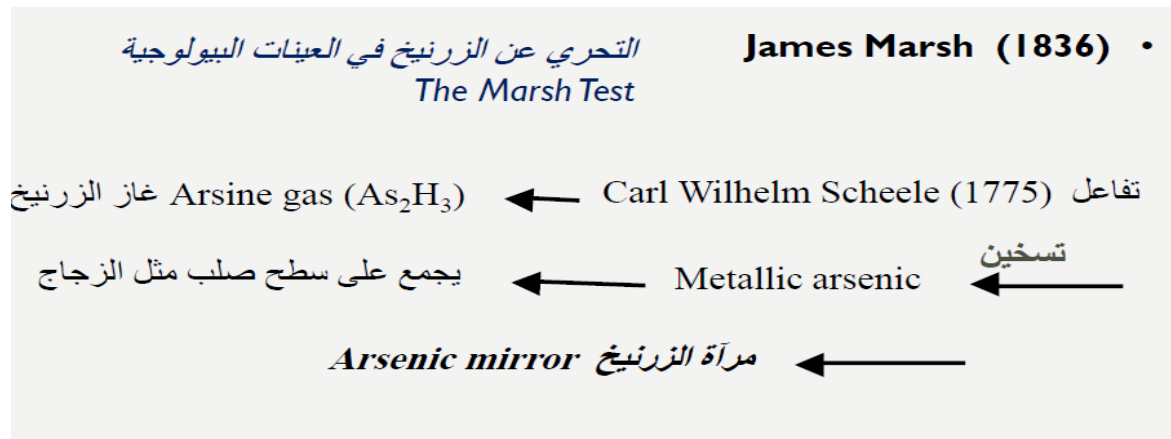 • James Marsh (1836) التحري عن الزرنيخ في العينات البيولوجية
The Marsh Test
تفاعل Carl Wilhelm Scheele (1775) Arsine gas (As₂H₃) غاز الزرنيخ
تسخين
Metallic arsenic يجمع على سطح صلب مثل الزجاج
مرآة الزرنيخ Arsenic mirror